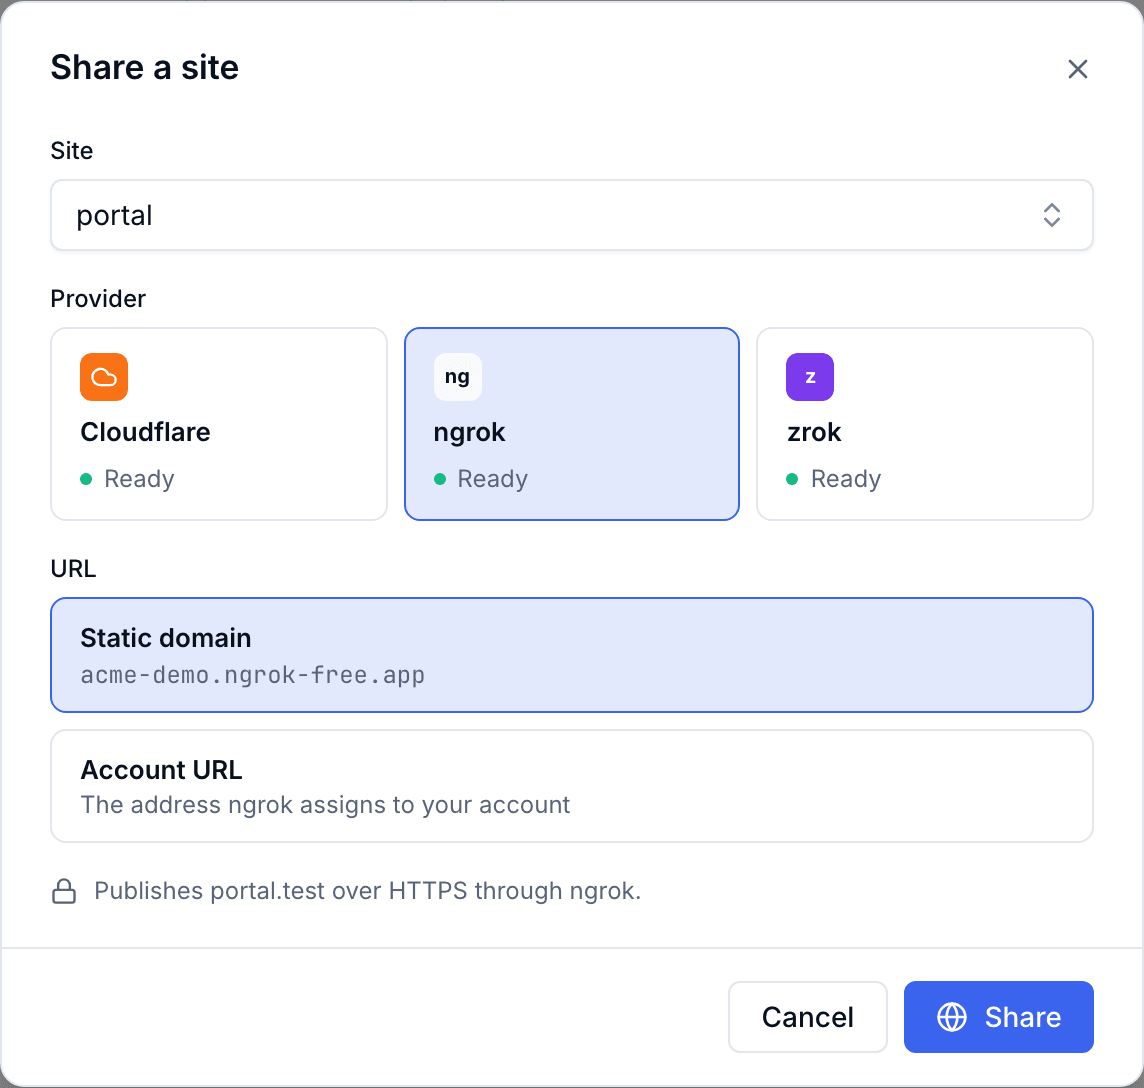 Share a site
Site
portal
Provider
ng
z
Cloudflare
ngrok
zrok
Ready
Ready
Ready
URL
Static domain
acme-demo.ngrok-free.app
Account URL
The address ngrok assigns to your account
Publishes portal.test over HTTPS through ngrok.
Cancel
Share